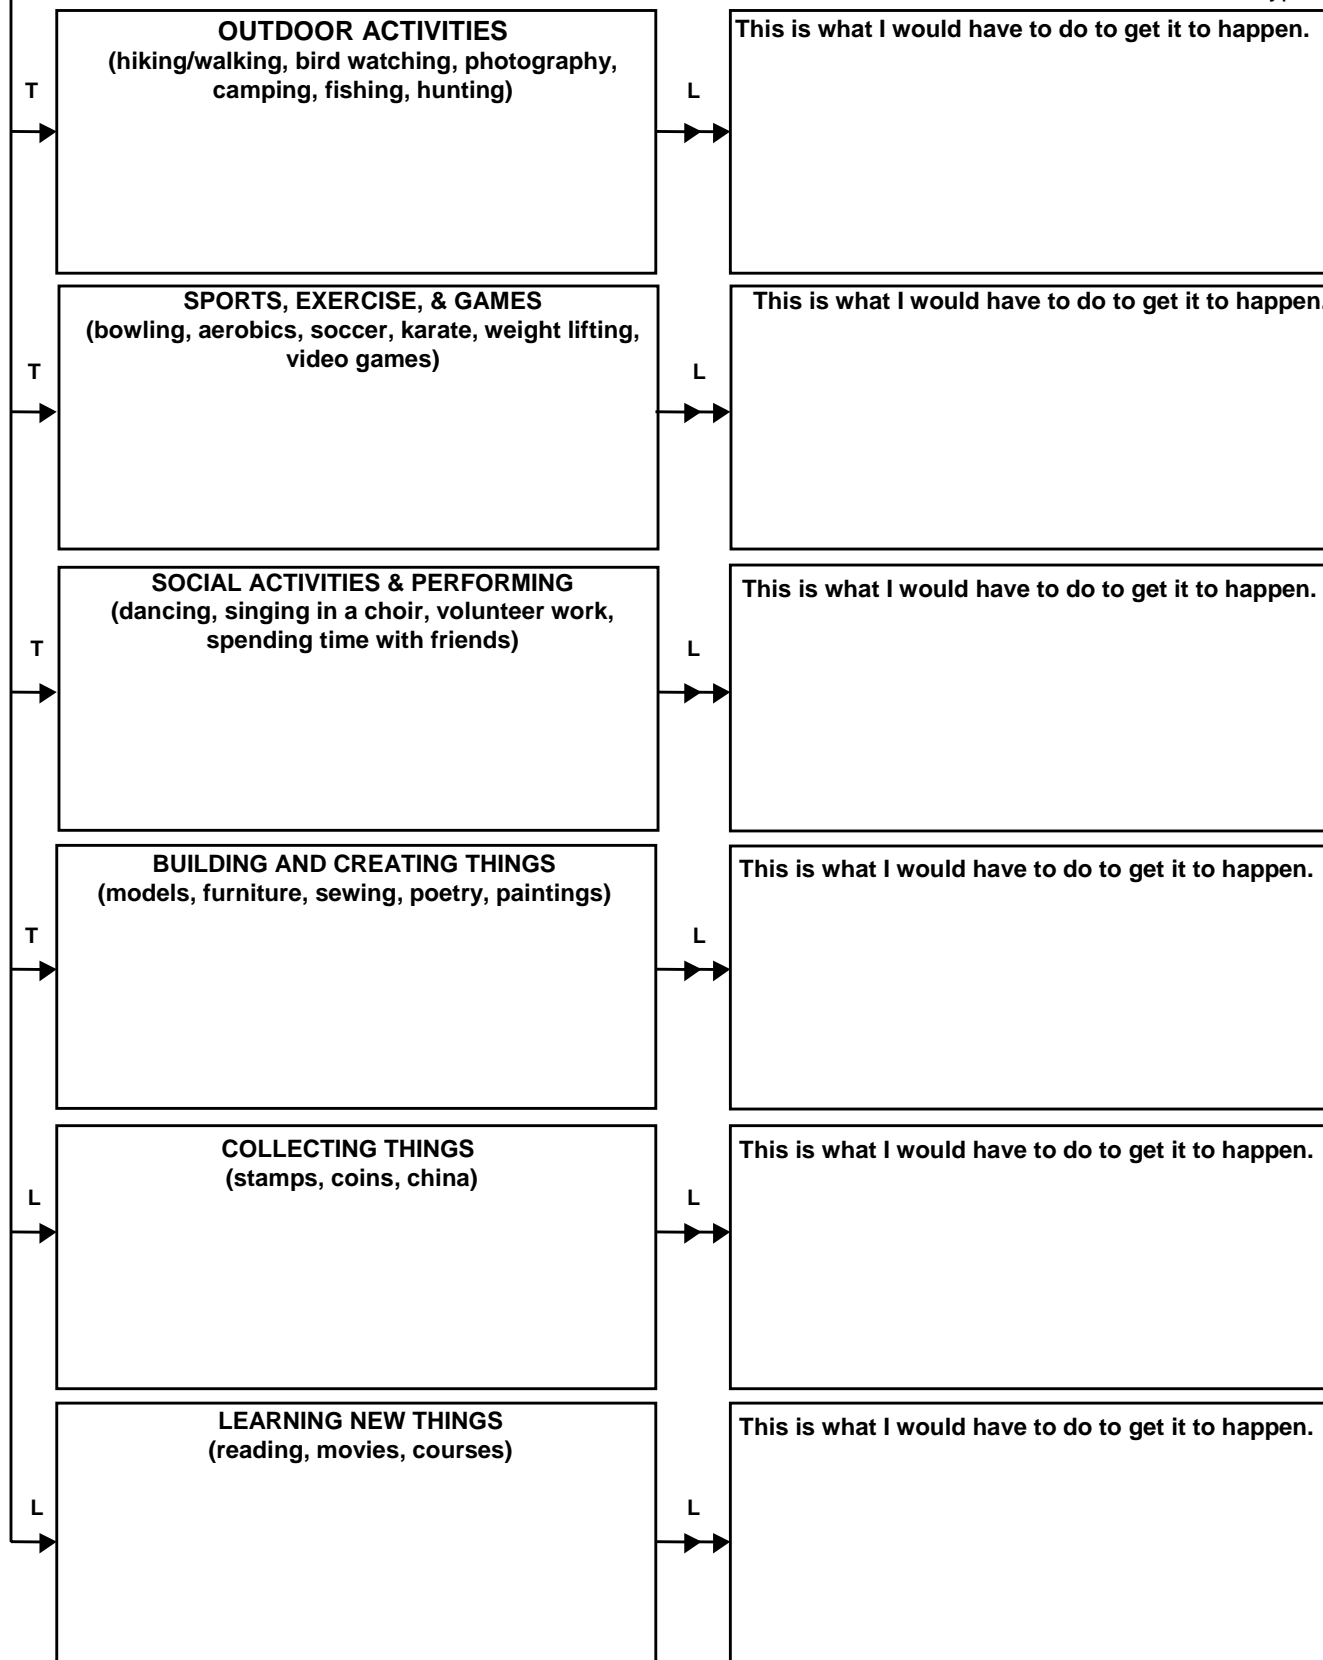 OUTDOOR ACTIVITIES
(hiking/walking, bird watching, photography,
camping, fishing, hunting)
T
L
This is what I would have to do to get it to happen.
SPORTS, EXERCISE, & GAMES
(bowling, aerobics, soccer, karate, weight lifting,
video games)
T
L
This is what I would have to do to get it to happen.
SOCIAL ACTIVITIES & PERFORMING
(dancing, singing in a choir, volunteer work,
spending time with friends)
T
L
This is what I would have to do to get it to happen.
BUILDING AND CREATING THINGS
(models, furniture, sewing, poetry, paintings)
T
L
This is what I would have to do to get it to happen.
COLLECTING THINGS
(stamps, coins, china)
L
L
This is what I would have to do to get it to happen.
LEARNING NEW THINGS
(reading, movies, courses)
L
L
This is what I would have to do to get it to happen.